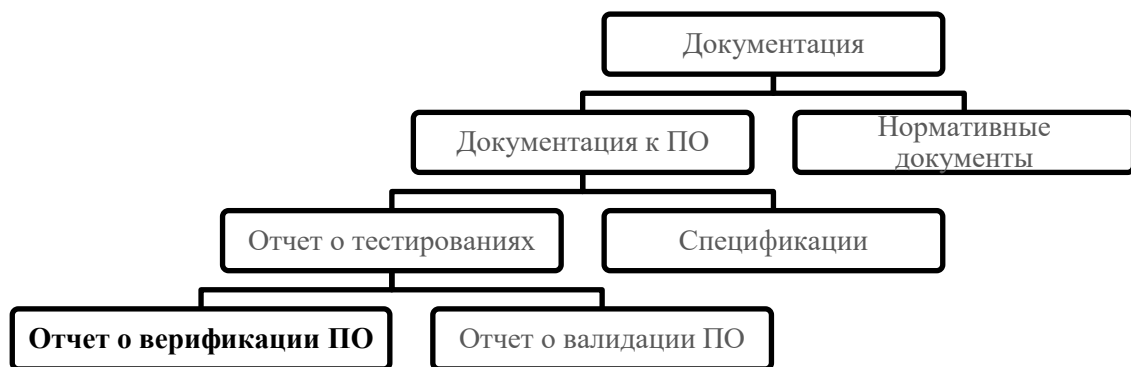 Документация
Документация к ПО
Нормативные
документы
Отчет о тестированиях
Спецификации
Отчет о верификации ПО
Отчет о валидации ПО